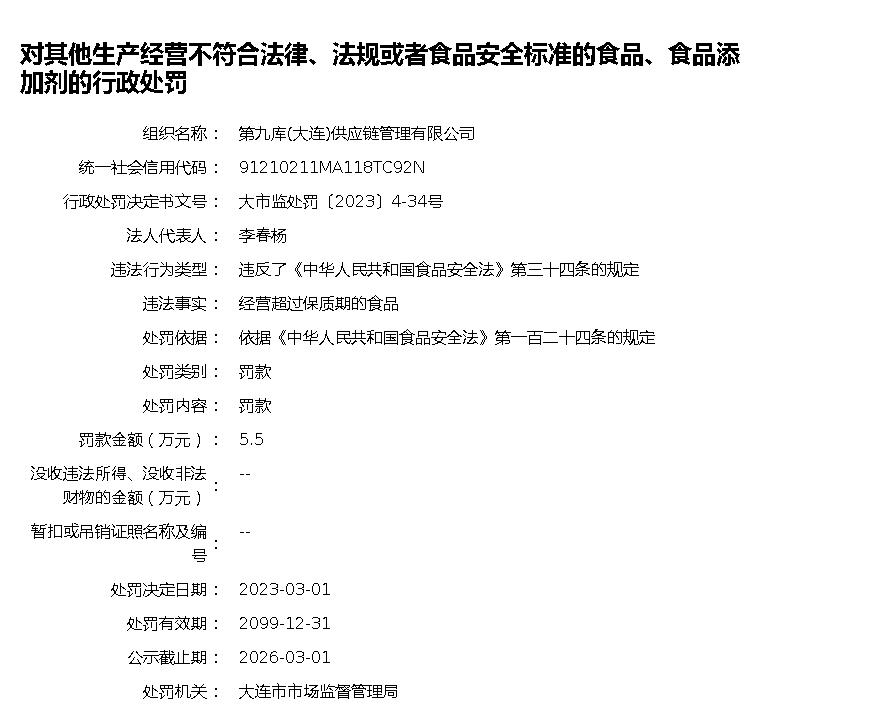 对其他生产经营不符合法律、法规或者食品安全标准的食品、食品添
加剂的行政处罚
组织名称： 第九库(大连)供应链管理有限公司
统一社会信用代码： 91210211MA118TC92N
行政处罚决定书文号： 大市监处罚〔2023〕4-34号
法人代表人： 李春杨
违法行为类型： 违反了《中华人民共和国食品安全法》第三十四条的规定
违法事实： 经营超过保质期的食品
处罚依据： 依据《中华人民共和国食品安全法》第一百二十四条的规定
处罚类别： 罚款
处罚内容： 罚款
罚款金额（万元）： 5.5
没收违法所得、没收非法
财物的金额（万元）： --
暂扣或吊销证照名称及编
号： --
处罚决定日期： 2023-03-01
处罚有效期： 2099-12-31
公示截止期： 2026-03-01
处罚机关： 大连市市场监督管理局